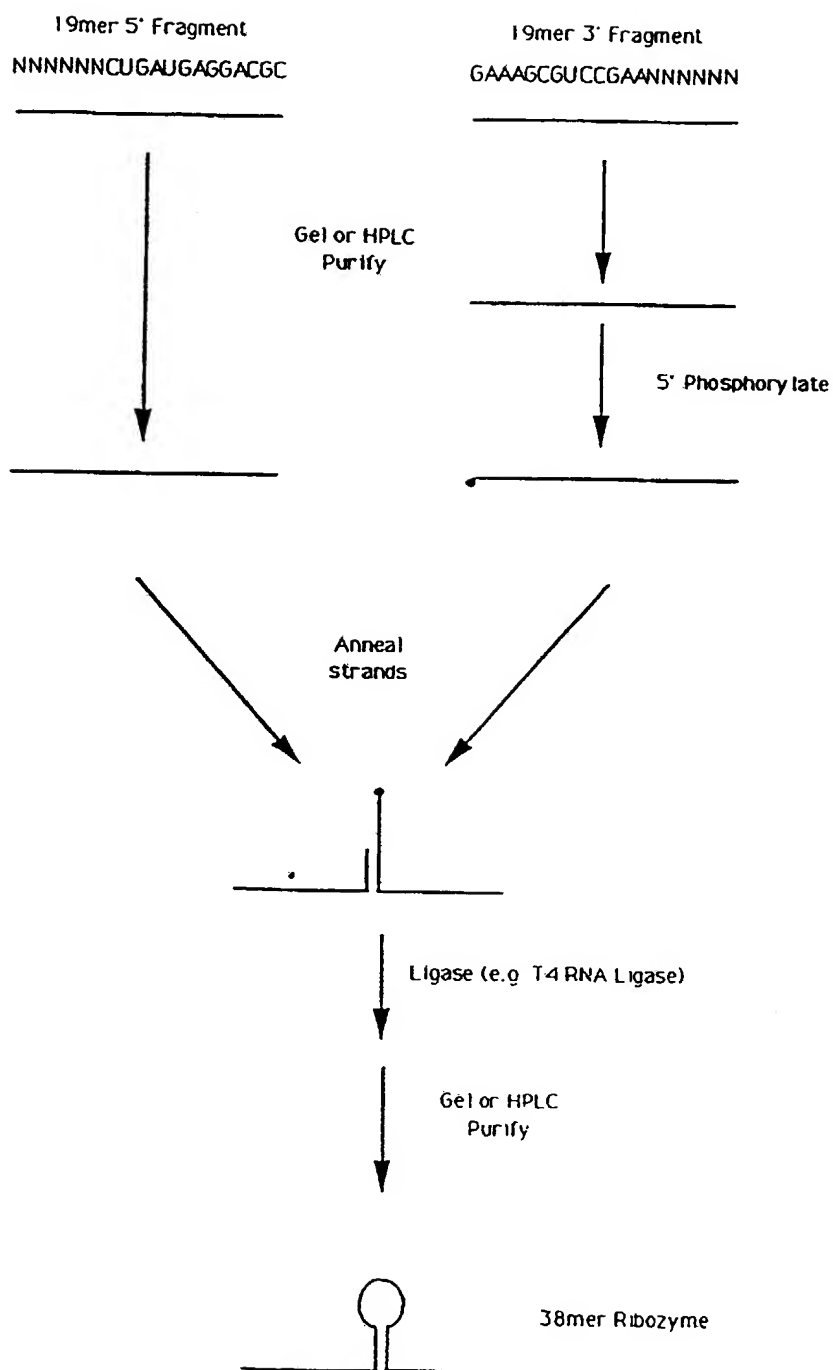 19mer 5' Fragment
NNNNNNCUGAUGAGGACGC
19mer 3' Fragment
GAAAGCGUCCGAANNNNNN
Gel or HPLC
Purify
5' Phosphorylate
Anneal
strands
Ligase (e.g T4 RNA Ligase)
Gel or HPLC
Purify
38mer Ribozyme